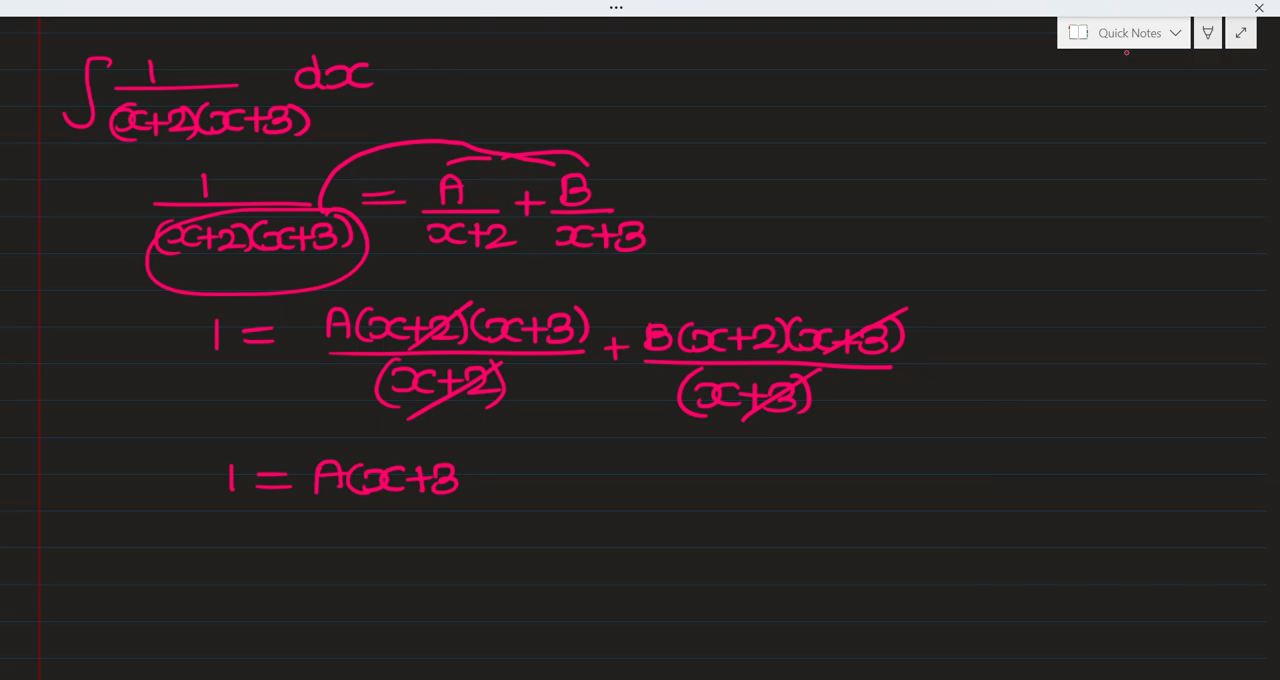 Quick Notes
∫ 1/((x+2)(x+3)) dx
1/((x+2)(x+3)) = A/(x+2) + B/(x+3)
1 = A(x+2)(x+3)/(x+2) + B(x+2)(x+3)/(x+3)
1 = A(x+3